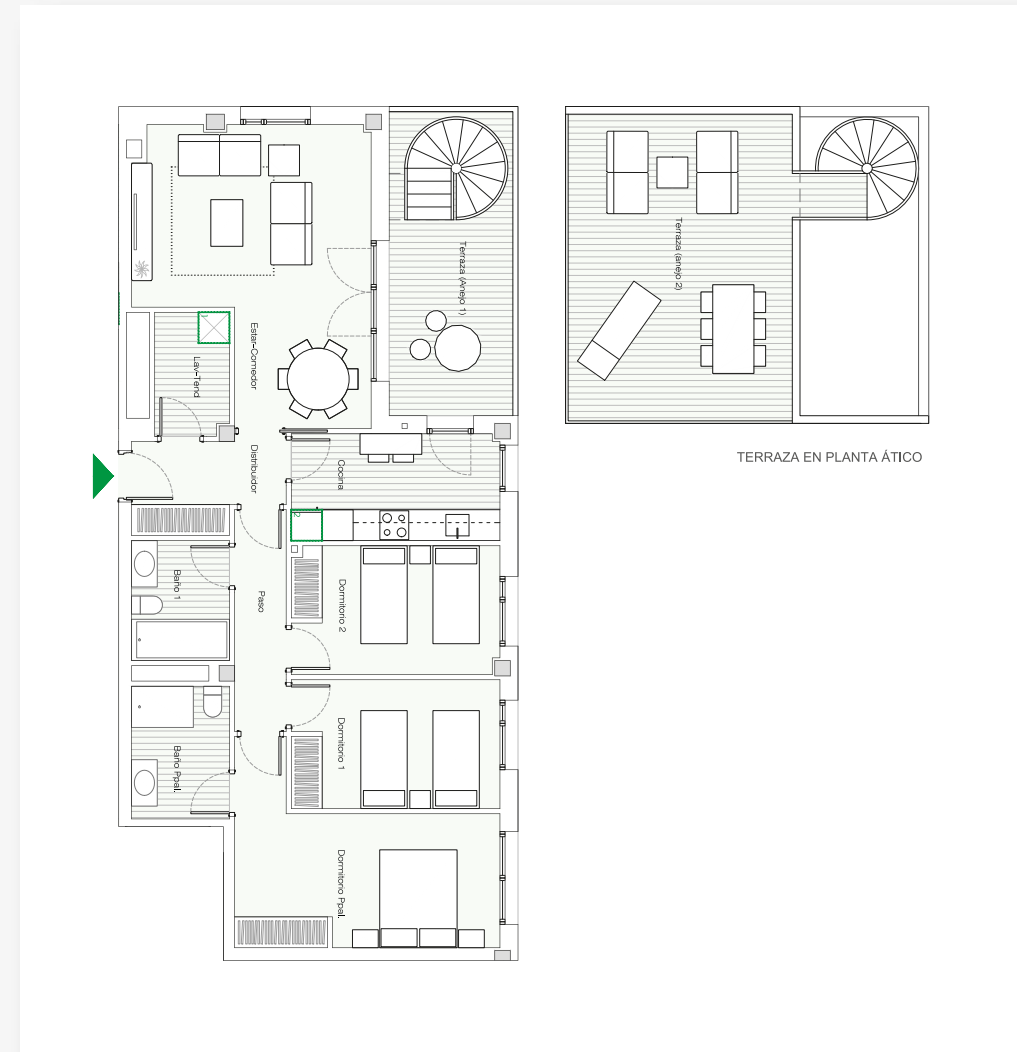 Terraza (Anejo 1)
Terraza (anejo 2)
Estar-Comedor
Lav-Tend
TERRAZA EN PLANTA ÁTICO
Distribuidor
Cocina
2
Baño 1
Paso
Dormitorio 2
Baño Ppal.
Dormitorio 1
Dormitorio Ppal.